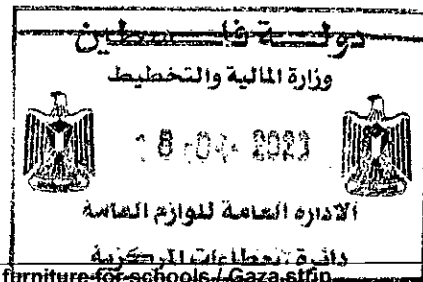 دولة فلسطين
وزارة المالية والتخطيط
18 -04- 2023
الادارة العامة للوازم العامة
دائرة العطاءات المركزية
furniture-for-schools / Gaza strip